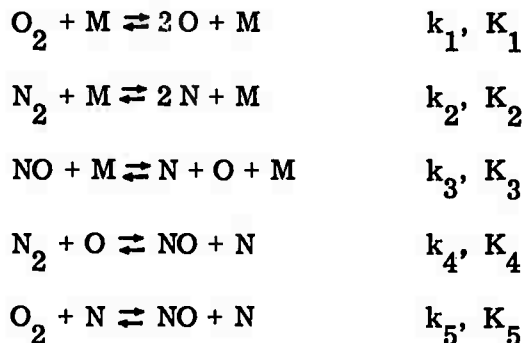 O₂ + M ⇄ 2 O + M k₁, K₁
N₂ + M ⇄ 2 N + M k₂, K₂
NO + M ⇄ N + O + M k₃, K₃
N₂ + O ⇄ NO + N k₄, K₄
O₂ + N ⇄ NO + N k₅, K₅